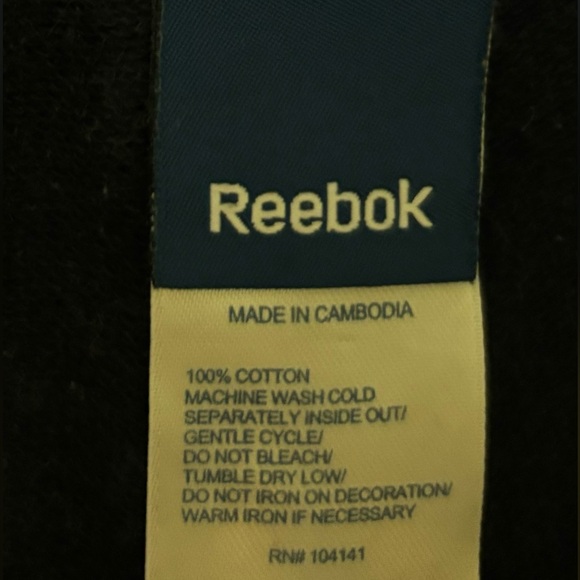 Reebok
MADE IN CAMBODIA
100% COTTON
MACHINE WASH COLD
SEPARATELY INSIDE OUT/
GENTLE CYCLE/
DO NOT BLEACH/
TUMBLE DRY LOW/
DO NOT IRON ON DECORATION/
WARM IRON IF NECESSARY
RN# 104141